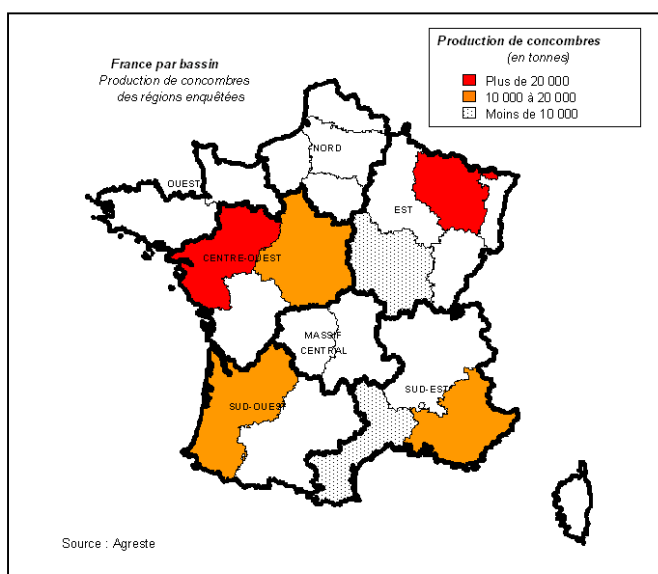 France par bassin
Production de concombres
des régions enquêtées
Production de concombres
(en tonnes)
Plus de 20 000
10 000 à 20 000
Moins de 10 000
NORD
OUEST
EST
CENTRE-OUEST
MASSIF
CENTRAL
SUD-EST
SUD-OUEST
Source : Agreste